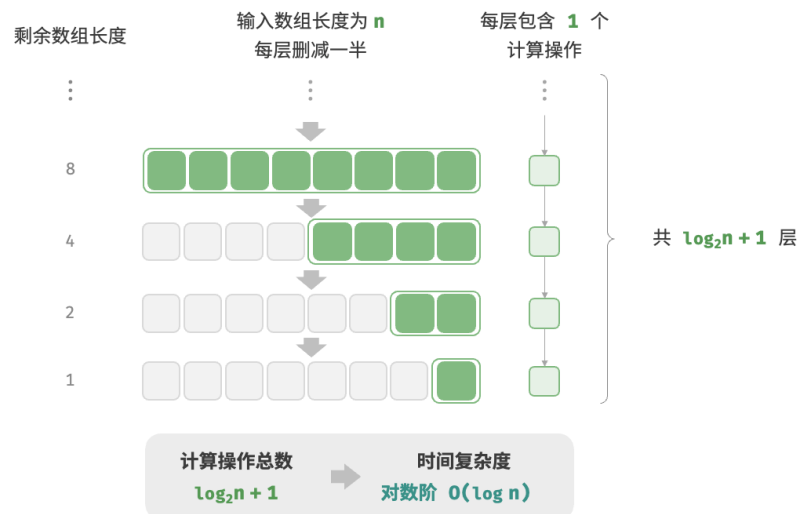 剩余数组长度
输入数组长度为 n
每层删减一半
每层包含 1 个
计算操作
8
4
2
1
共 log₂n + 1 层
计算操作总数
log₂n + 1
时间复杂度
对数阶 O(log n)